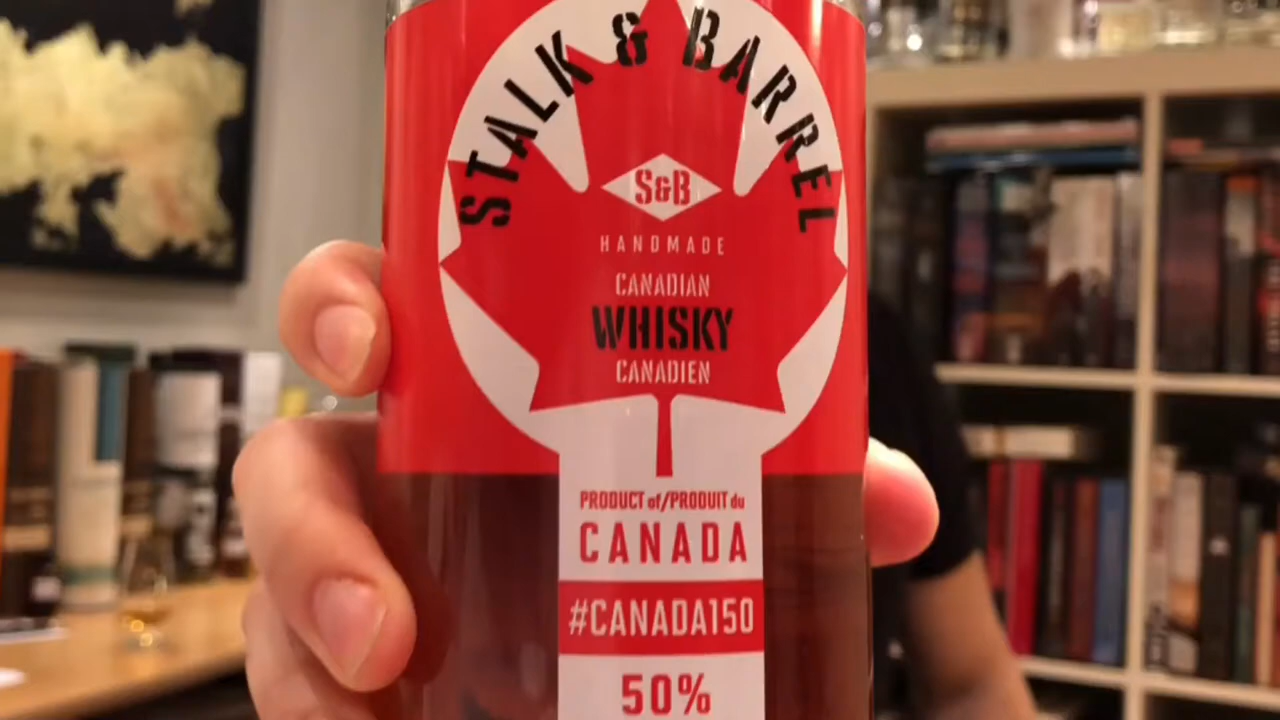 STALK & BARREL
S&B
HANDMADE
CANADIAN
WHISKY
CANADIEN
PRODUCT of/PRODUIT du
CANADA
#CANADA150
50%